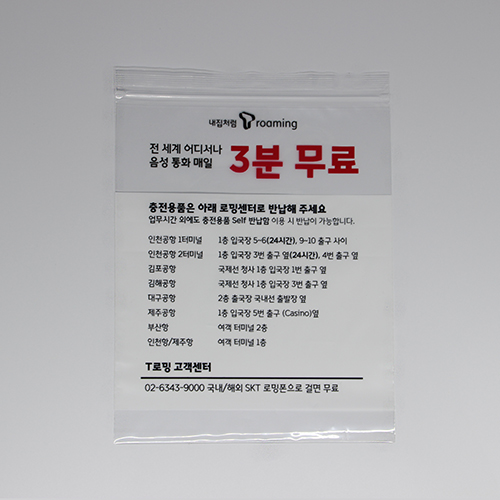 내집처럼 T roaming
전 세계 어디서나
음성 통화 매일 3분 무료
충전용품은 아래 로밍센터로 반납해 주세요
업무시간 외에도 충전용품 Self 반납함 이용 시 반납이 가능합니다.
인천공항 1터미널 1층 입국장 5-6(24시간), 9-10 출구 사이
인천공항 2터미널 1층 입국장 3번 출구 옆(24시간), 4번 출구 옆
김포공항 국제선 청사 1층 입국장 1번 출구 옆
김해공항 국제선 청사 1층 입국장 3번 출구 옆
대구공항 2층 출국장 국내선 출발장 옆
제주공항 1층 입국장 5번 출구 (Casino)옆
부산항 여객 터미널 2층
인천항/제주항 여객 터미널 1층
T로밍 고객센터
02-6343-9000 국내/해외 SKT 로밍폰으로 걸면 무료